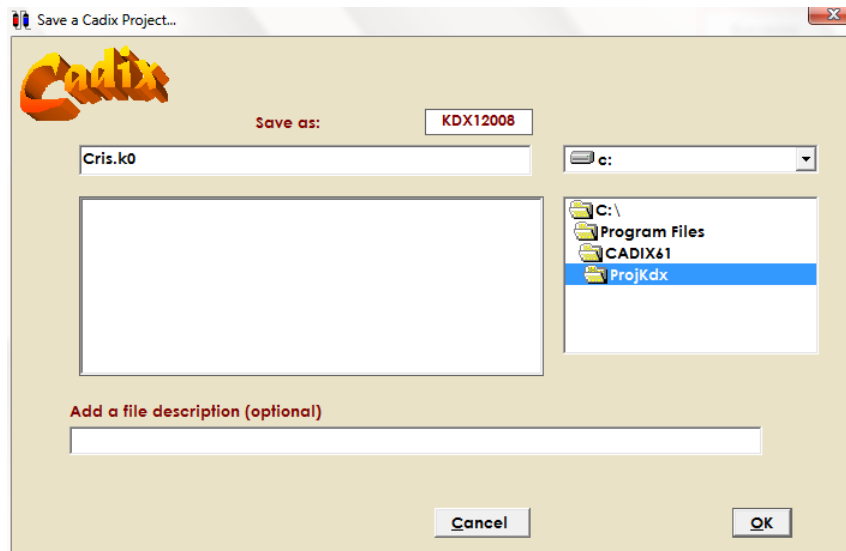 Save a Cadix Project...
Cadix
Save as:
KDX12008
Cris.k0
c:
C:\
Program Files
CADIX61
ProjKdx
Add a file description (optional)
Cancel
OK